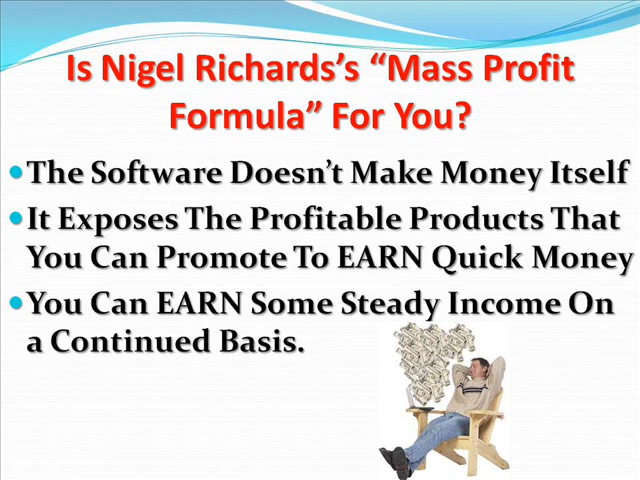 Is Nigel Richards's “Mass Profit
Formula” For You?
The Software Doesn't Make Money Itself
It Exposes The Profitable Products That
You Can Promote To EARN Quick Money
You Can EARN Some Steady Income On
a Continued Basis.